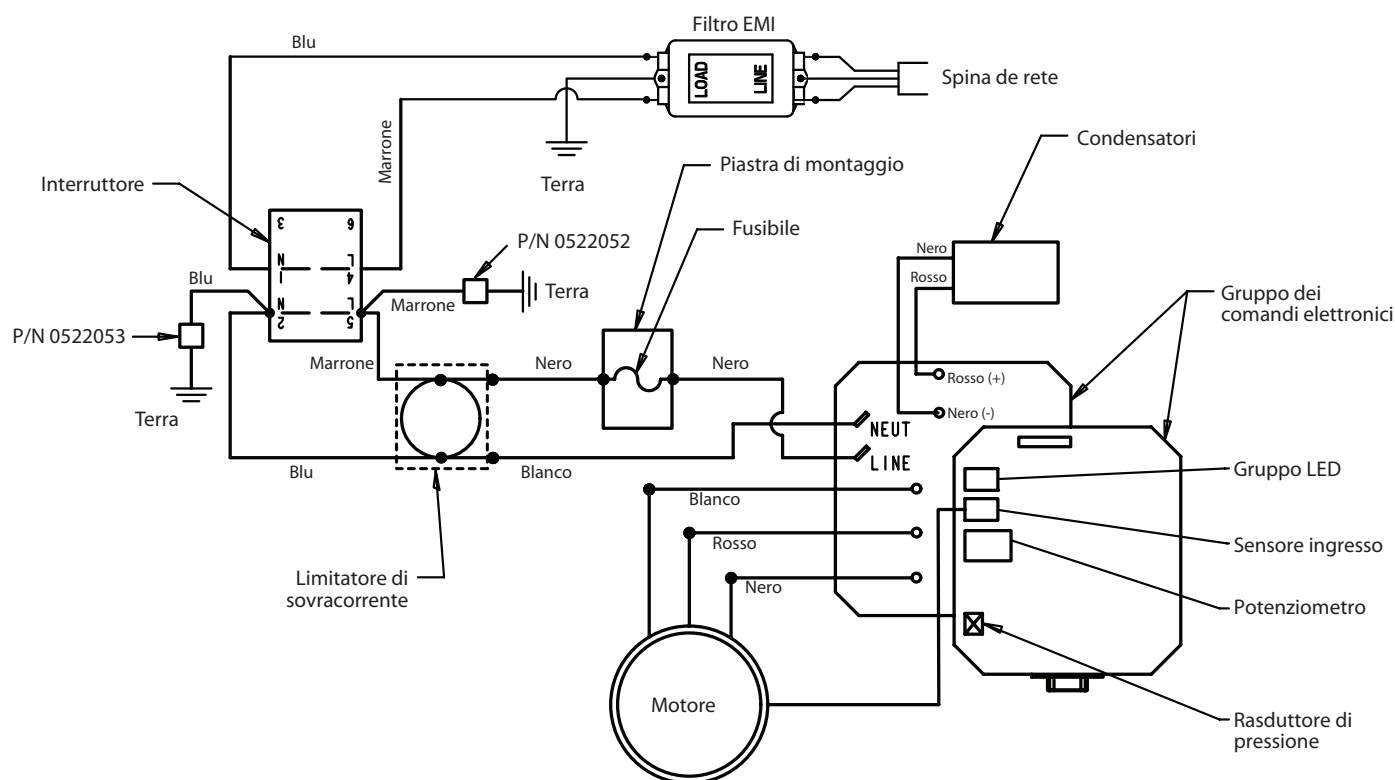 Filtro EMI
Blu
LOAD
LINE
Spina de rete
Marrone
Terra
Condensatori
Piastra di montaggio
Interruttore
Fusibile
3
6
N
1
L
4
N
2
L
5
P/N 0522052
Blu
Marrone
Terra
P/N 0522053
Terra
Nero
Rosso
Gruppo dei
comandi elettronici
Marrone
Nero
Nero
Rosso (+)
Nero (-)
NEUT
LINE
Blu
Blanco
Blanco
Rosso
Nero
Gruppo LED
Sensore ingresso
Potenziometro
Limitatore di
sovracorrente
Motore
Rasduttore di
pressione